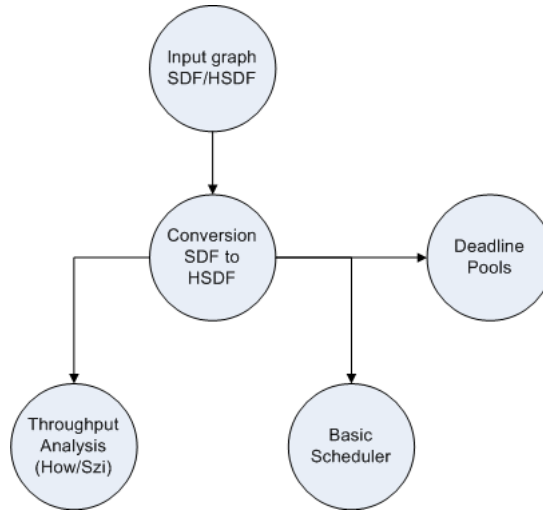 Input graph
SDF/HSDF
Conversion
SDF to
HSDF
Deadline
Pools
Throughput
Analysis
(How/Szi)
Basic
Scheduler